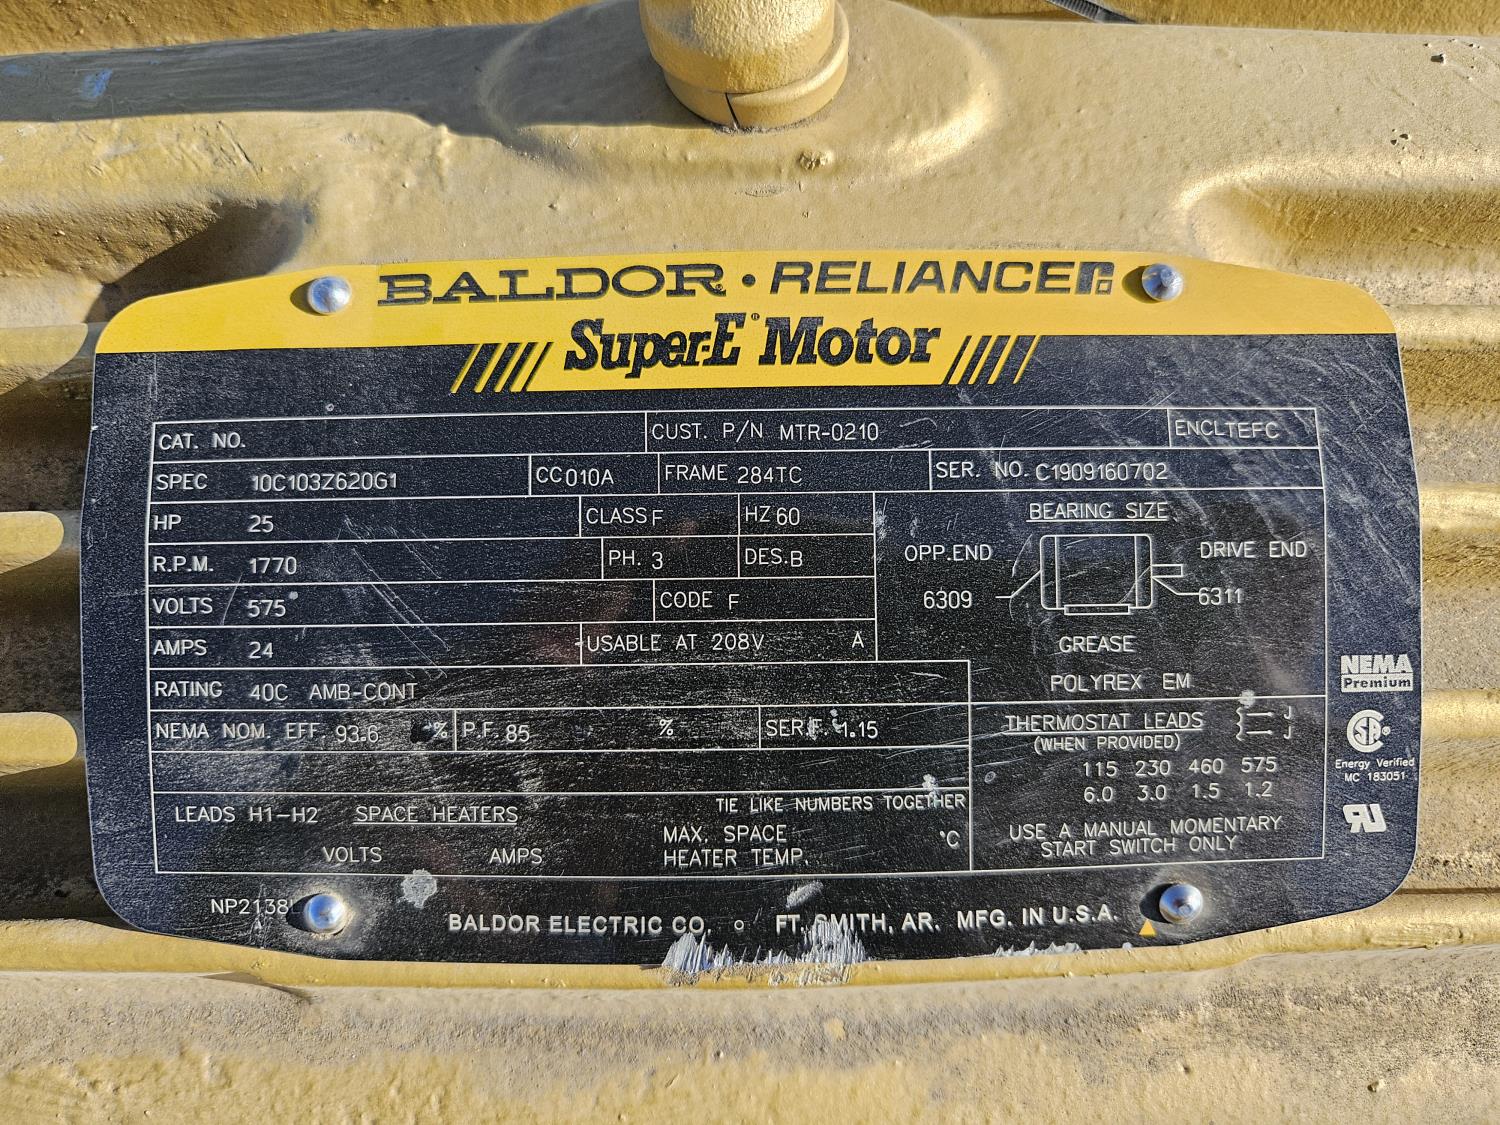 BALDOR • RELIANCE
Super-E® Motor
CAT. NO.
CUST. P/N MTR-0210
ENCL TEFC
SPEC 10C103Z620G1
CC 010A
FRAME 284TC
SER. NO. C1909160702
HP 25
CLASS F
HZ 60
R.P.M. 1770
PH. 3
DES. B
VOLTS 575
CODE F
AMPS 24
USABLE AT 208V A
RATING 40C AMB-CONT
NEMA NOM. EFF. 93.6 %
P.F. 85 %
SER.F. 1.15
LEADS H1-H2 SPACE HEATERS
TIE LIKE NUMBERS TOGETHER
VOLTS AMPS
MAX. SPACE
HEATER TEMP. °C
BEARING SIZE
OPP.END DRIVE END
6309 6311
GREASE
POLYREX EM
THERMOSTAT LEADS J
(WHEN PROVIDED) J
115 230 460 575
6.0 3.0 1.5 1.2
USE A MANUAL MOMENTARY
START SWITCH ONLY
NEMA
Premium
SA
Energy Verified
MC 183051
RU
NP2138L
BALDOR ELECTRIC CO. FT. SMITH, AR. MFG. IN U.S.A.